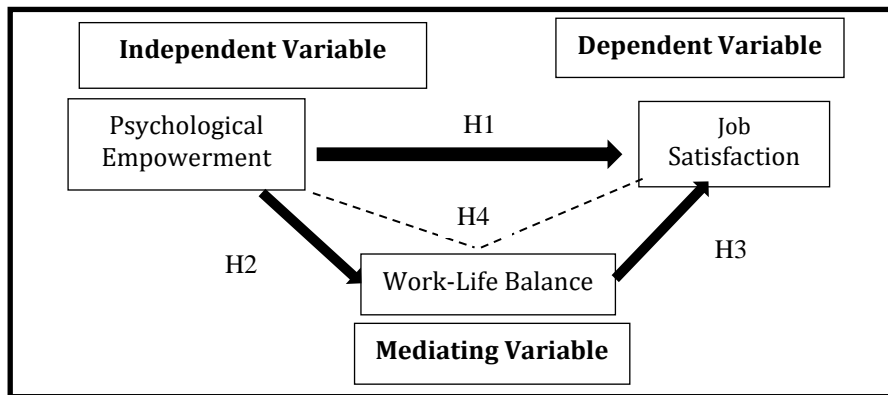 Independent Variable
Dependent Variable
Psychological
Empowerment
H1
Job
Satisfaction
H4
H2
H3
Work-Life Balance
Mediating Variable